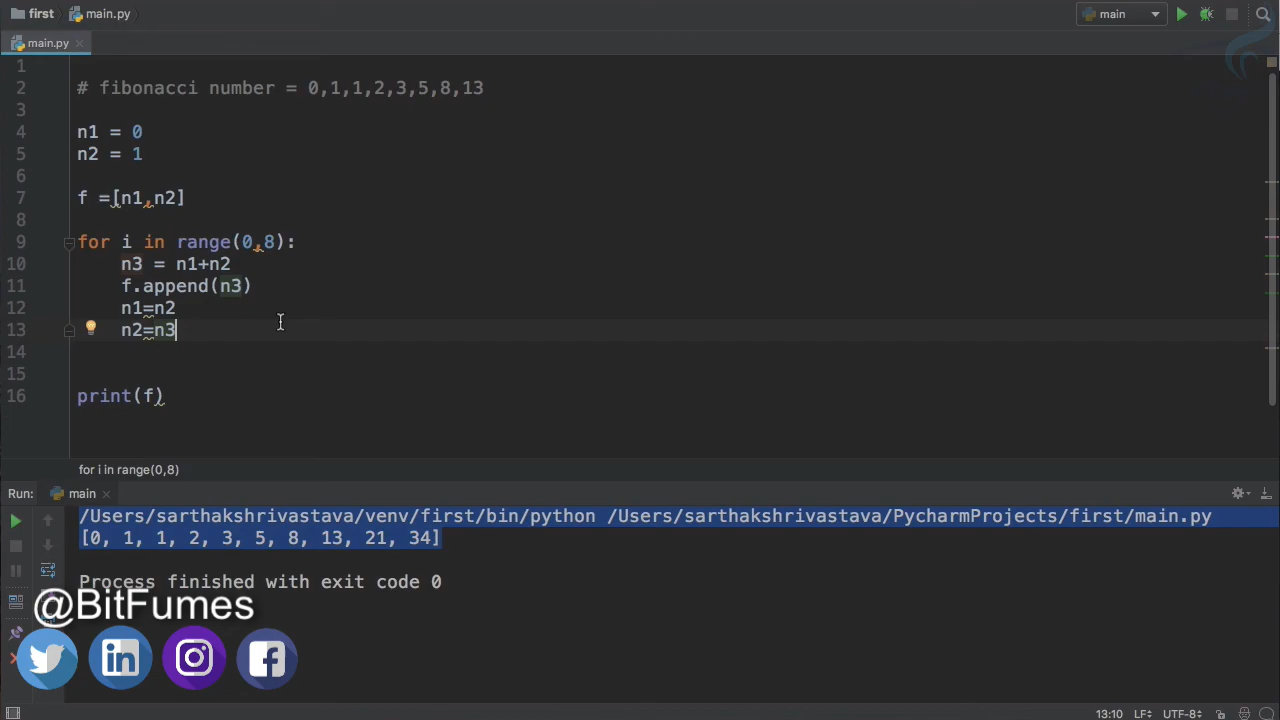 first main.py
main
main.py
1
2 # fibonacci number = 0,1,1,2,3,5,8,13
3
4 n1 = 0
5 n2 = 1
6
7 f =[n1,n2]
8
9 for i in range(0,8):
10 n3 = n1+n2
11 f.append(n3)
12 n1=n2
13 n2=n3
14
15
16 print(f)
for i in range(0,8)
Run: main
/Users/sarthakshrivastava/venv/first/bin/python /Users/sarthakshrivastava/PycharmProjects/first/main.py
[0, 1, 1, 2, 3, 5, 8, 13, 21, 34]
Process finished with exit code 0
@BitFumes
in
13:10 LF UTF-8